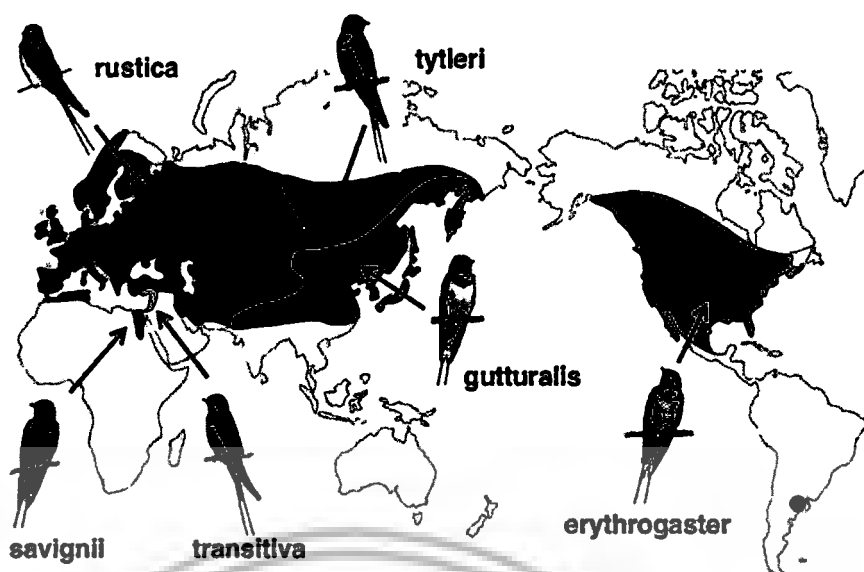 rustica
tytleri
gutturalis
savignii
transitiva
erythrogaster